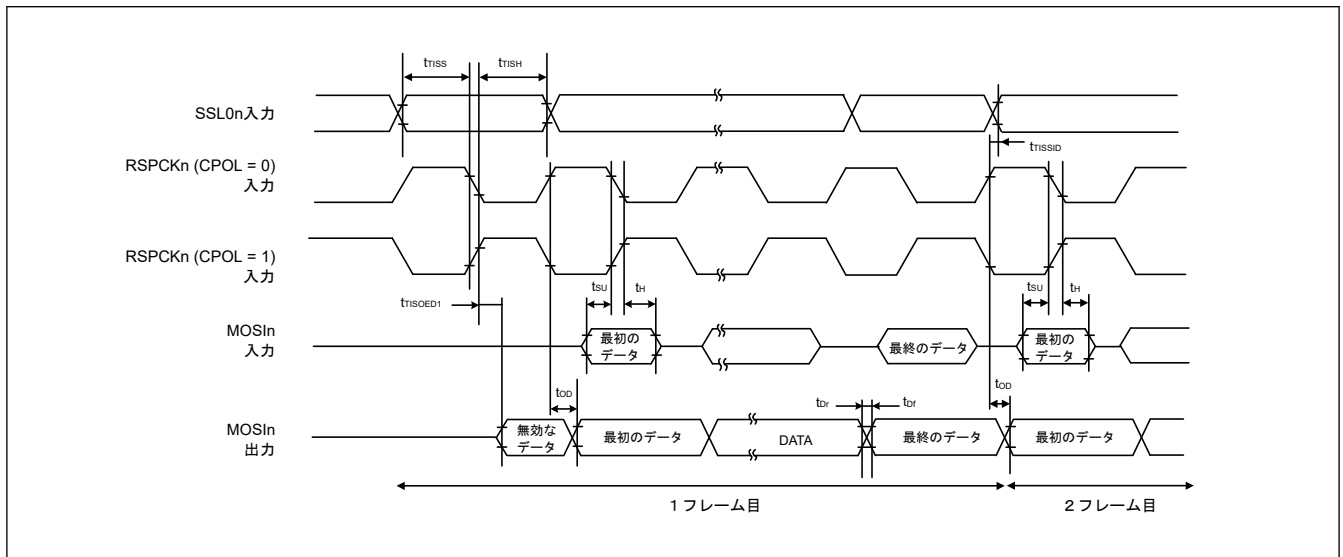 tTISS
tTISH
SSL0n入力
tTISSID
RSPCKn (CPOL = 0)
入力
RSPCKn (CPOL = 1)
入力
tTISOED1
tSU
tH
tSU
tH
MOSIn
入力
最初の
データ
最終のデータ
最初の
データ
tOD
tDr
tDf
tOD
MOSIn
出力
無効な
データ
最初のデータ
DATA
最終のデータ
最初のデータ
1フレーム目
2フレーム目